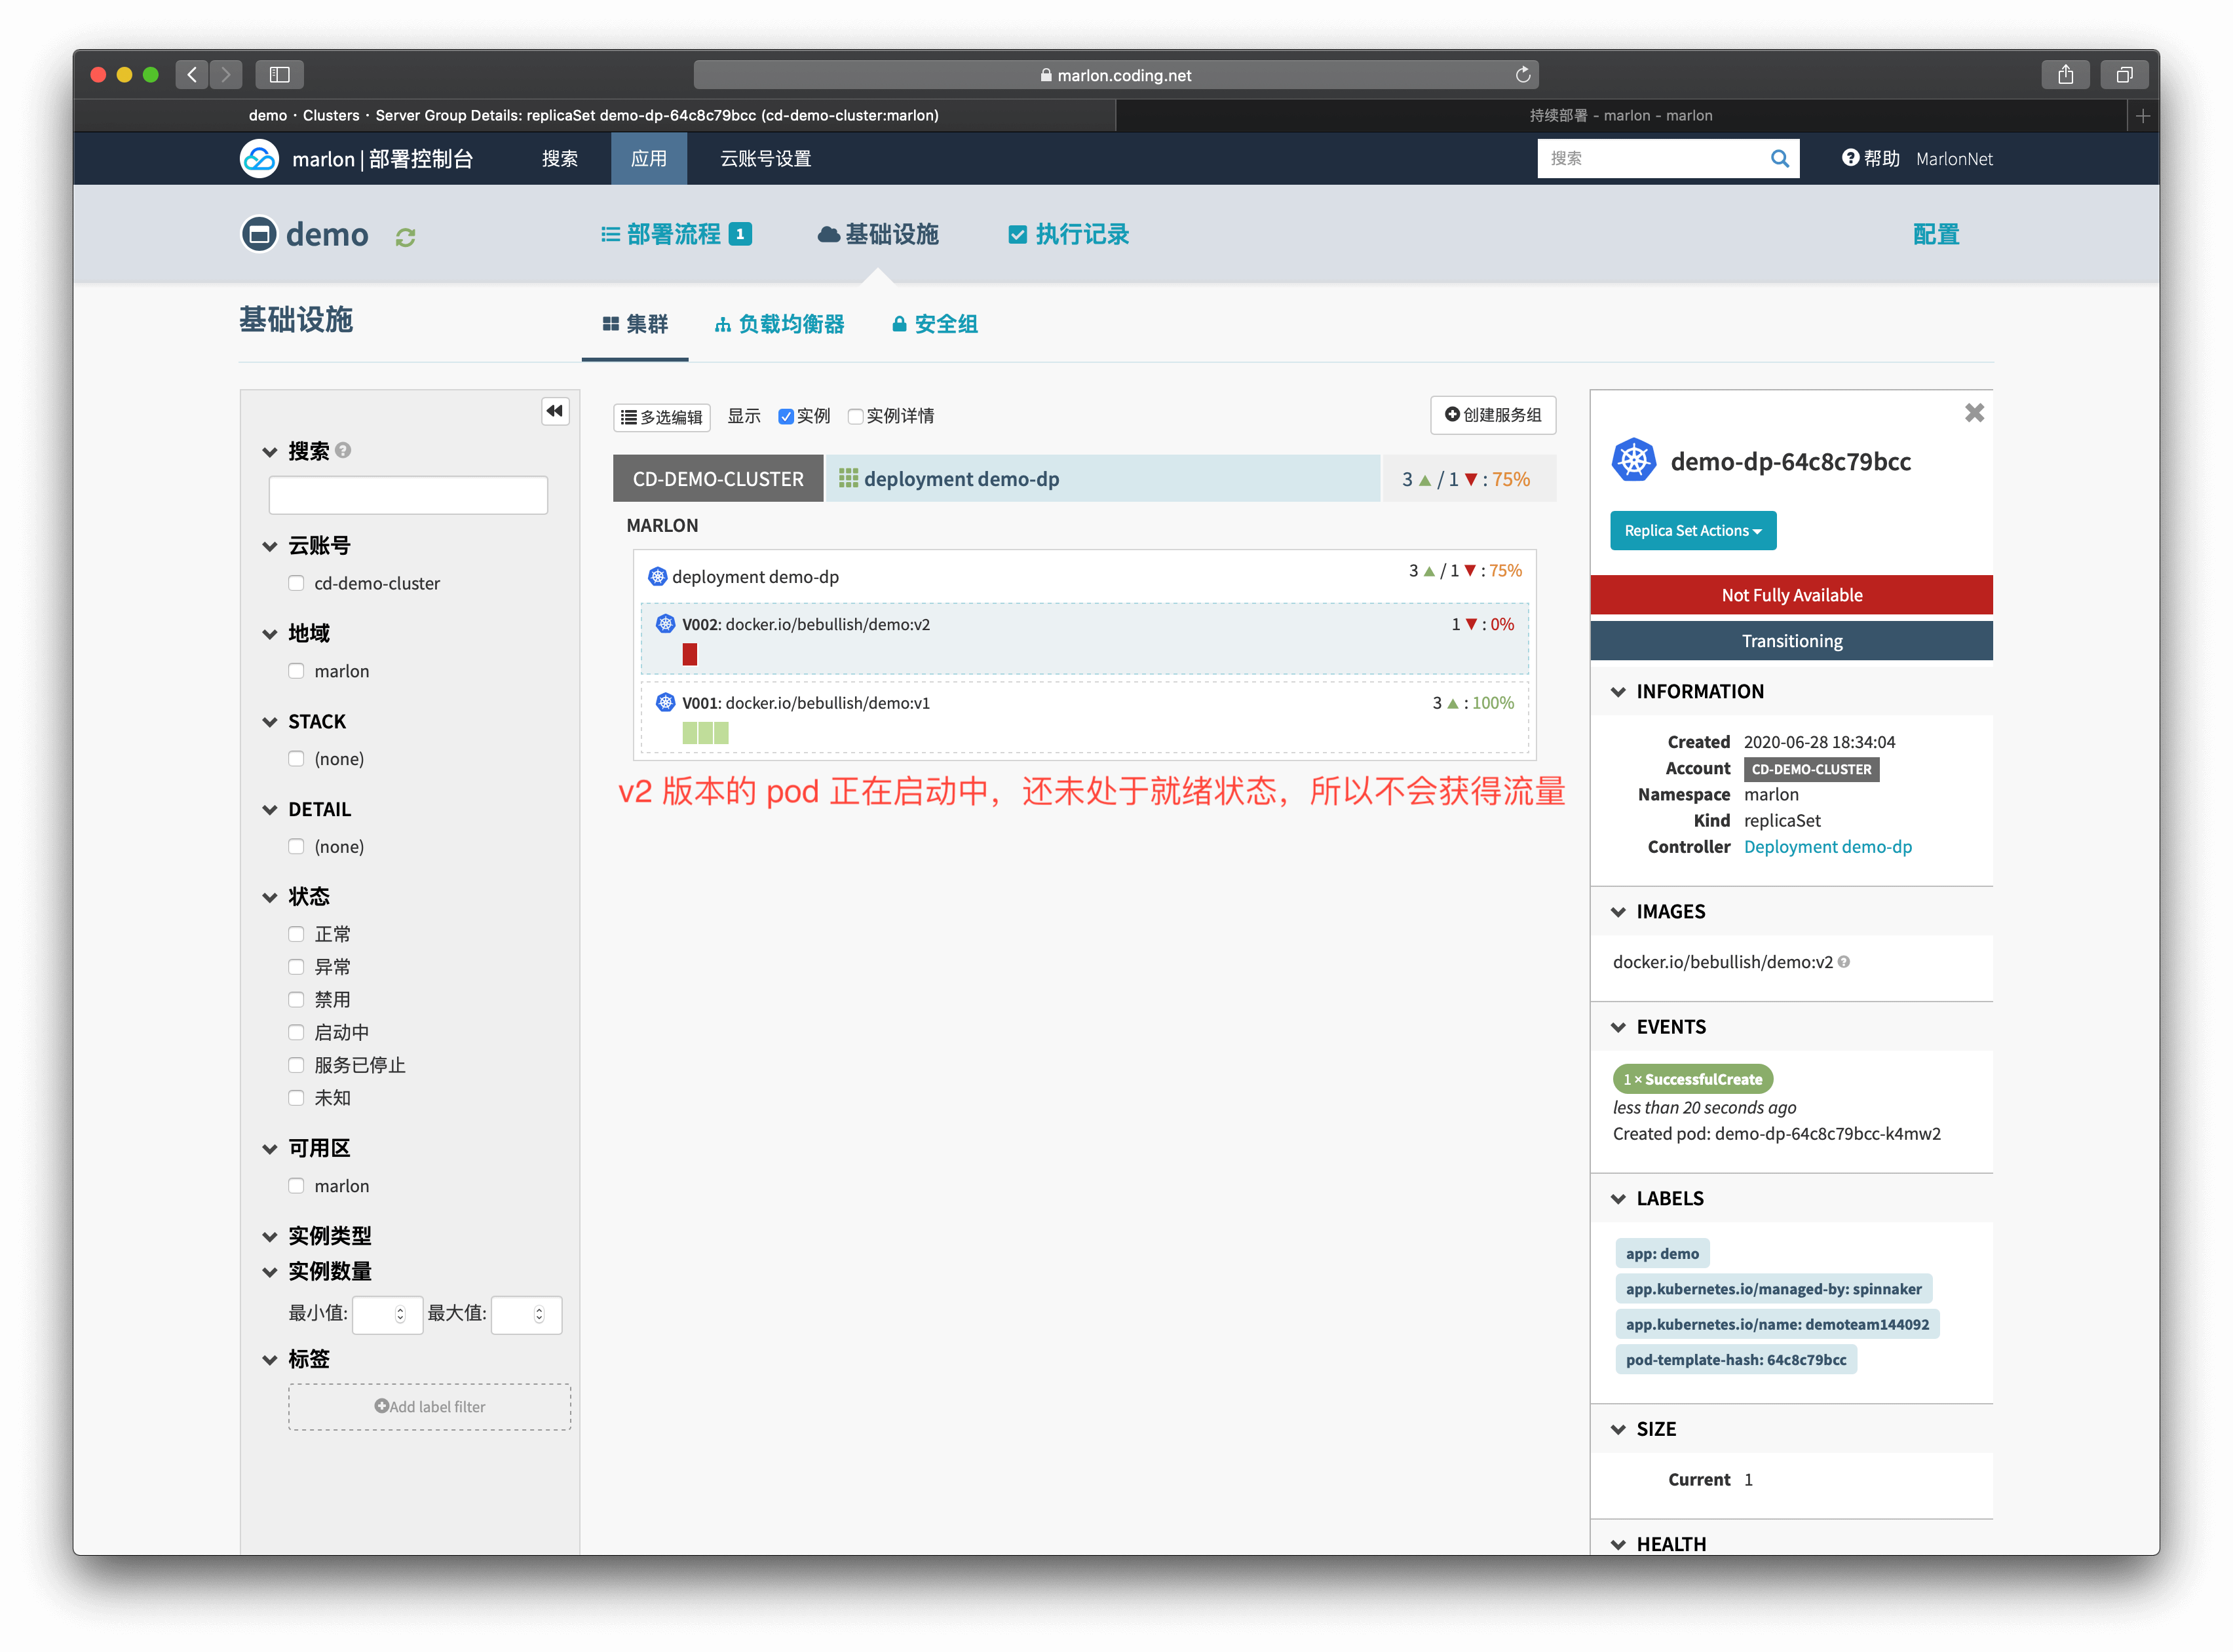 marlon.coding.net
demo · Clusters · Server Group Details: replicaSet demo-dp-64c8c79bcc (cd-demo-cluster:marlon)
持续部署 - marlon - marlon
marlon | 部署控制台
搜索
应用
云账号设置
搜索
帮助
MarlonNet
demo
部署流程 1
基础设施
执行记录
配置
基础设施
集群
负载均衡器
安全组
搜索
云账号
cd-demo-cluster
地域
marlon
STACK
(none)
DETAIL
(none)
状态
正常
异常
禁用
启动中
服务已停止
未知
可用区
marlon
实例类型
实例数量
最小值: 最大值:
标签
Add label filter
多选编辑 显示 实例 实例详情
创建服务组
CD-DEMO-CLUSTER
deployment demo-dp
3 ▲ / 1 ▼ : 75%
MARLON
deployment demo-dp
3 ▲ / 1 ▼ : 75%
V002: docker.io/bebullish/demo:v2
1 ▼ : 0%
V001: docker.io/bebullish/demo:v1
3 ▲ : 100%
v2 版本的 pod 正在启动中，还未处于就绪状态，所以不会获得流量
demo-dp-64c8c79bcc
Replica Set Actions
Not Fully Available
Transitioning
INFORMATION
Created 2020-06-28 18:34:04
Account CD-DEMO-CLUSTER
Namespace marlon
Kind replicaSet
Controller Deployment demo-dp
IMAGES
docker.io/bebullish/demo:v2
EVENTS
1 × SuccessfulCreate
less than 20 seconds ago
Created pod: demo-dp-64c8c79bcc-k4mw2
LABELS
app: demo
app.kubernetes.io/managed-by: spinnaker
app.kubernetes.io/name: demoteam144092
pod-template-hash: 64c8c79bcc
SIZE
Current 1
HEALTH